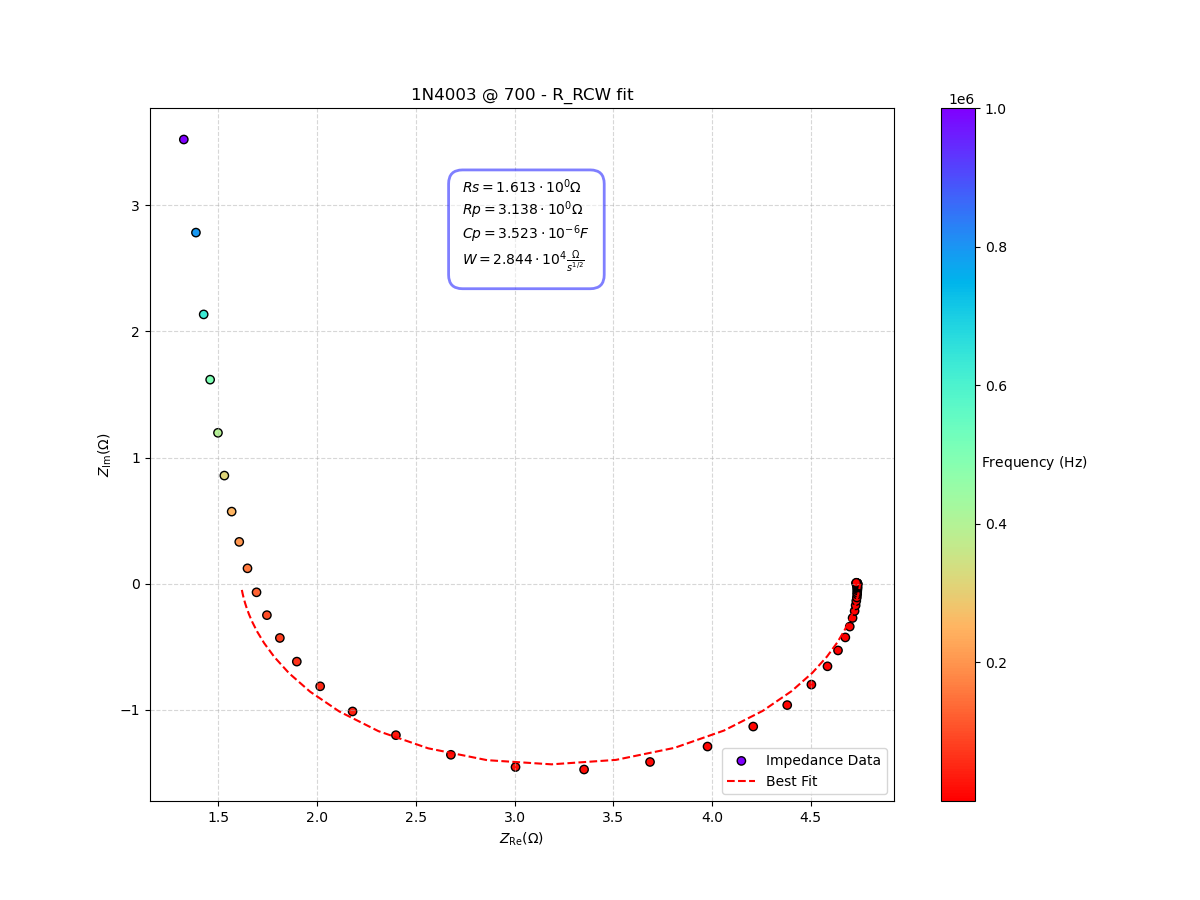 1N4003 @ 700 - R_RCW fit
1e6
Rs = 1.613 · 10⁰Ω
Rp = 3.138 · 10⁰Ω
Cp = 3.523 · 10⁻⁶F
W = 2.844 · 10⁴ Ω/s^{1/2}
Z_Im(Ω)
3
2
1
0
−1
1.5 2.0 2.5 3.0 3.5 4.0 4.5
Z_Re(Ω)
Impedance Data
Best Fit
1.0
0.8
0.6
0.4
0.2
Frequency (Hz)